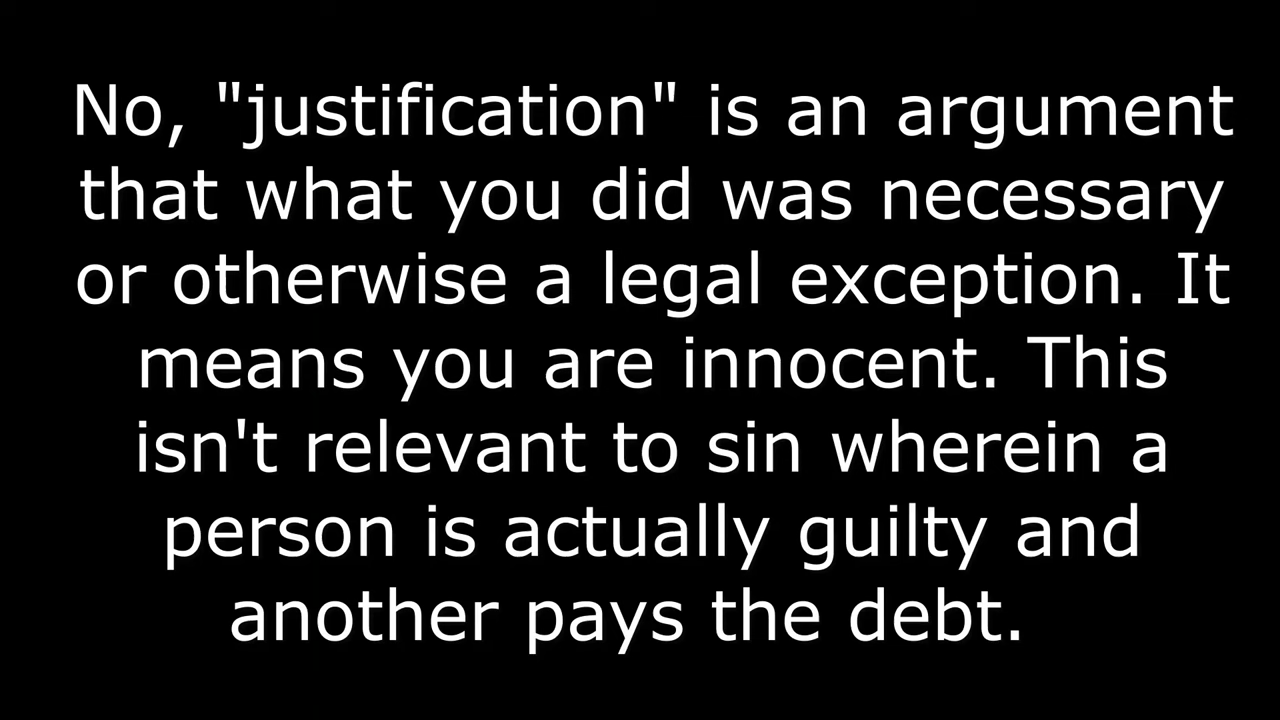 No, "justification" is an argument
that what you did was necessary
or otherwise a legal exception. It
means you are innocent. This
isn't relevant to sin wherein a
person is actually guilty and
another pays the debt.